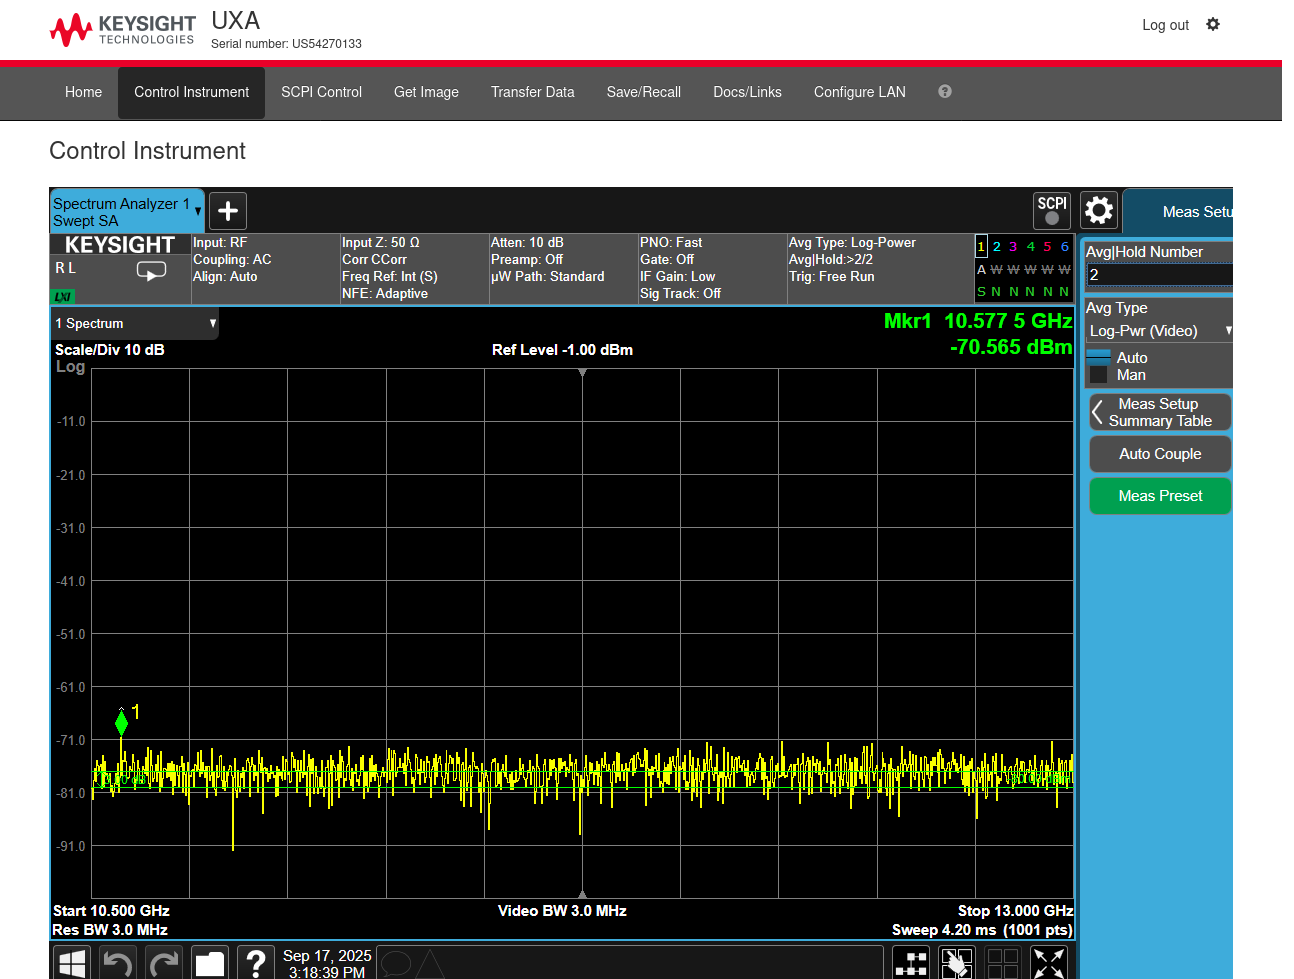 KEYSIGHT
TECHNOLOGIES
UXA
Serial number: US54270133
Log out
Home
Control Instrument
SCPI Control
Get Image
Transfer Data
Save/Recall
Docs/Links
Configure LAN
?
Control Instrument
Spectrum Analyzer 1
Swept SA
+
SCPI
Meas Setu
KEYSIGHT
R L
LXI
Input: RF
Coupling: AC
Align: Auto
Input Z: 50 Ω
Corr CCorr
Freq Ref: Int (S)
NFE: Adaptive
Atten: 10 dB
Preamp: Off
µW Path: Standard
PNO: Fast
Gate: Off
IF Gain: Low
Sig Track: Off
Avg Type: Log-Power
Avg|Hold:>2/2
Trig: Free Run
1 2 3 4 5 6
A W W W W W
S N N N N N
Avg|Hold Number
2
Avg Type
Log-Pwr (Video)
Auto
Man
Meas Setup
Summary Table
Auto Couple
Meas Preset
1 Spectrum
Mkr1 10.577 5 GHz
-70.565 dBm
Scale/Div 10 dB
Ref Level -1.00 dBm
Log
-11.0
-21.0
-31.0
-41.0
-51.0
-61.0
-71.0
-81.0
-91.0
1
Start 10.500 GHz
Video BW 3.0 MHz
Stop 13.000 GHz
Res BW 3.0 MHz
Sweep 4.20 ms (1001 pts)
?
Sep 17, 2025
3:18:39 PM